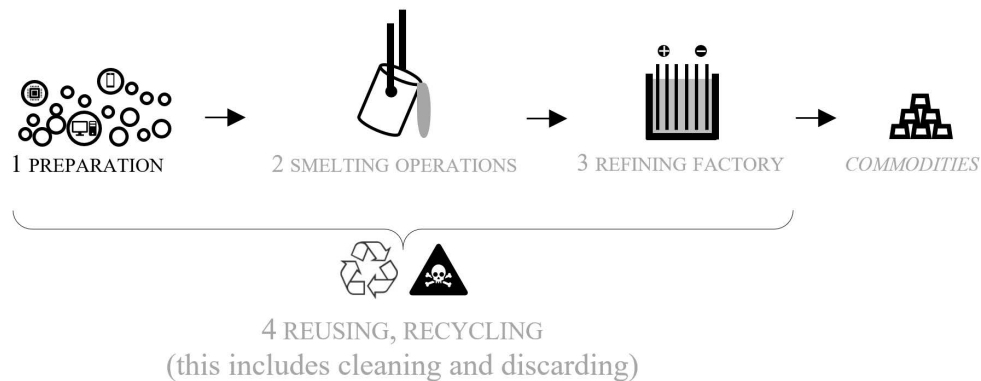 1 PREPARATION
2 SMELTING OPERATIONS
3 REFINING FACTORY
COMMODITIES
4 REUSING, RECYCLING
(this includes cleaning and discarding)